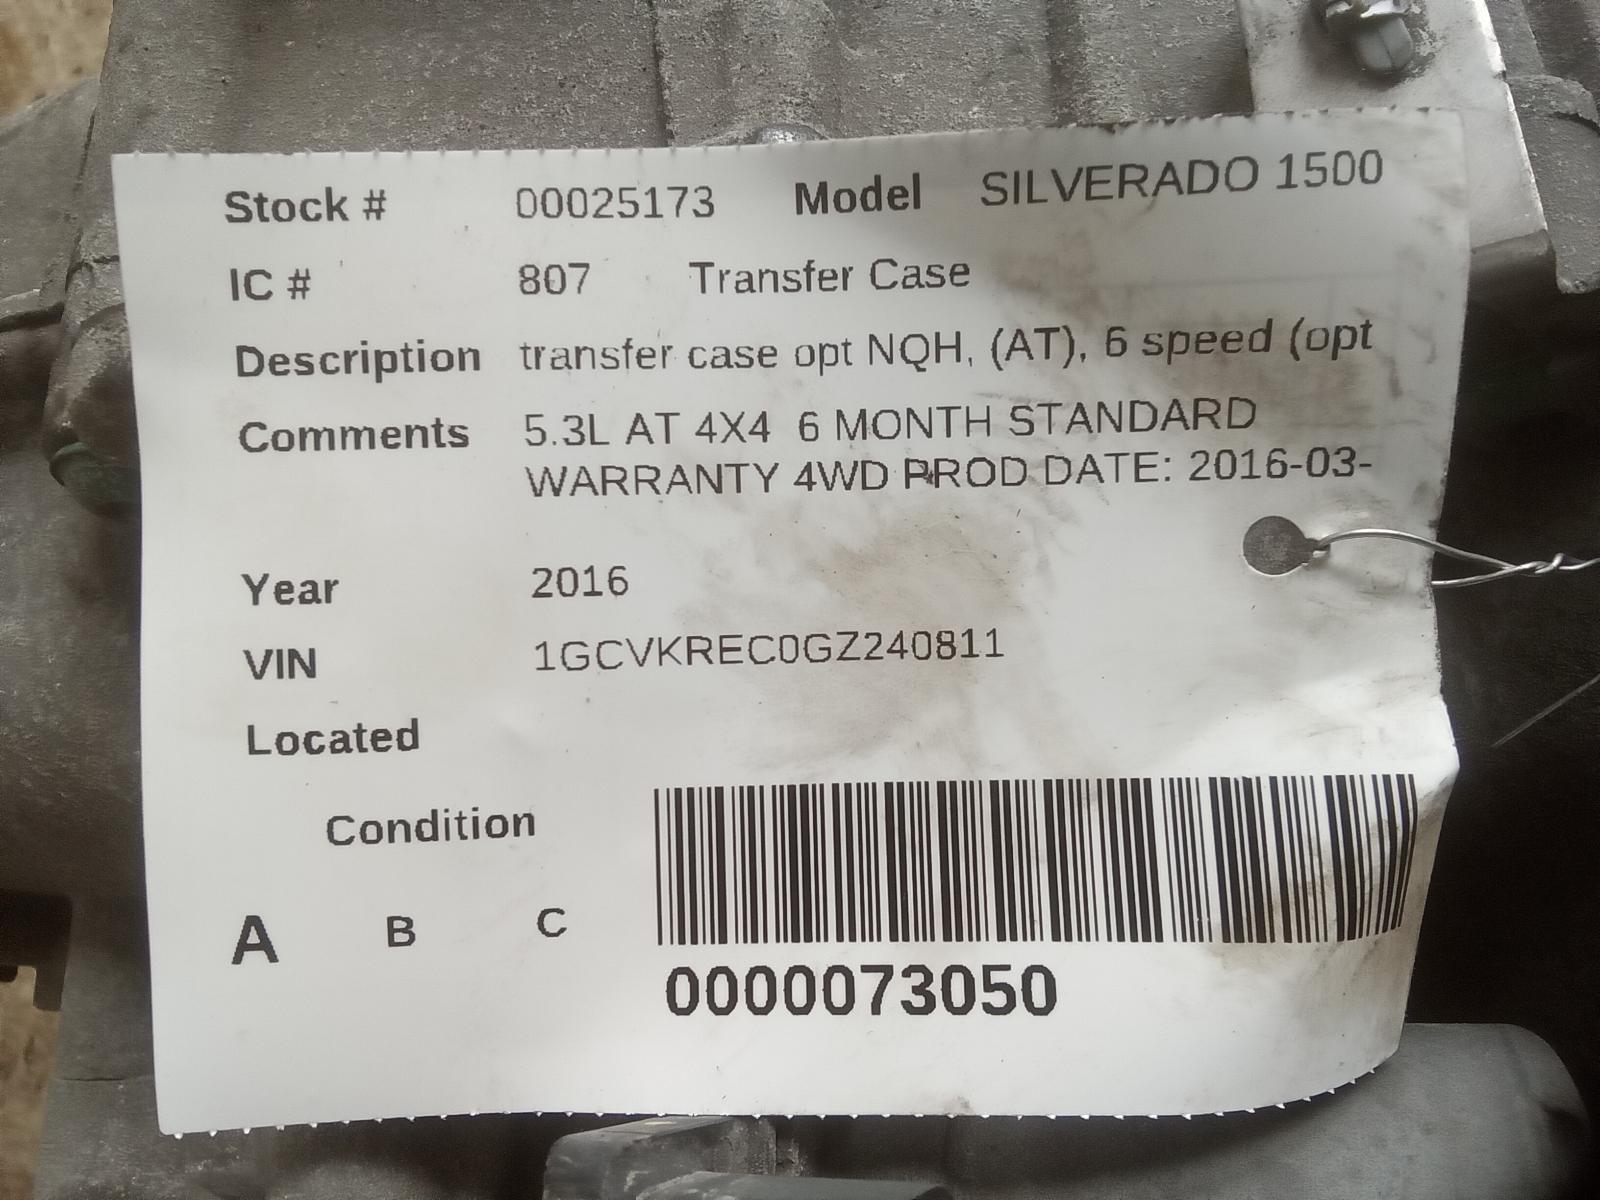 Stock # 00025173 Model SILVERADO 1500
IC # 807 Transfer Case
Description transfer case opt NQH, (AT), 6 speed (opt
Comments 5.3L AT 4X4 6 MONTH STANDARD
WARRANTY 4WD PROD DATE: 2016-03-
Year 2016
VIN 1GCVKREC0GZ240811
Located
Condition
A B C
0000073050